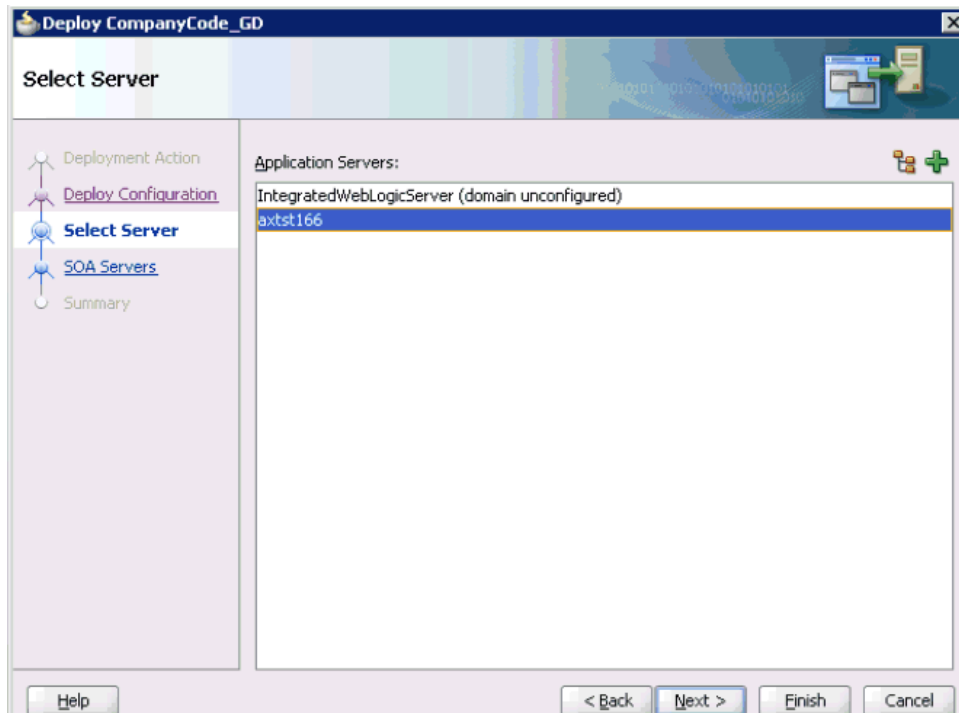 Deploy CompanyCode_GD
Select Server
Deployment Action
Deploy Configuration
Select Server
SOA Servers
Summary
Application Servers:
IntegratedWebLogicServer (domain unconfigured)
axtst166
Help
< Back
Next >
Finish
Cancel